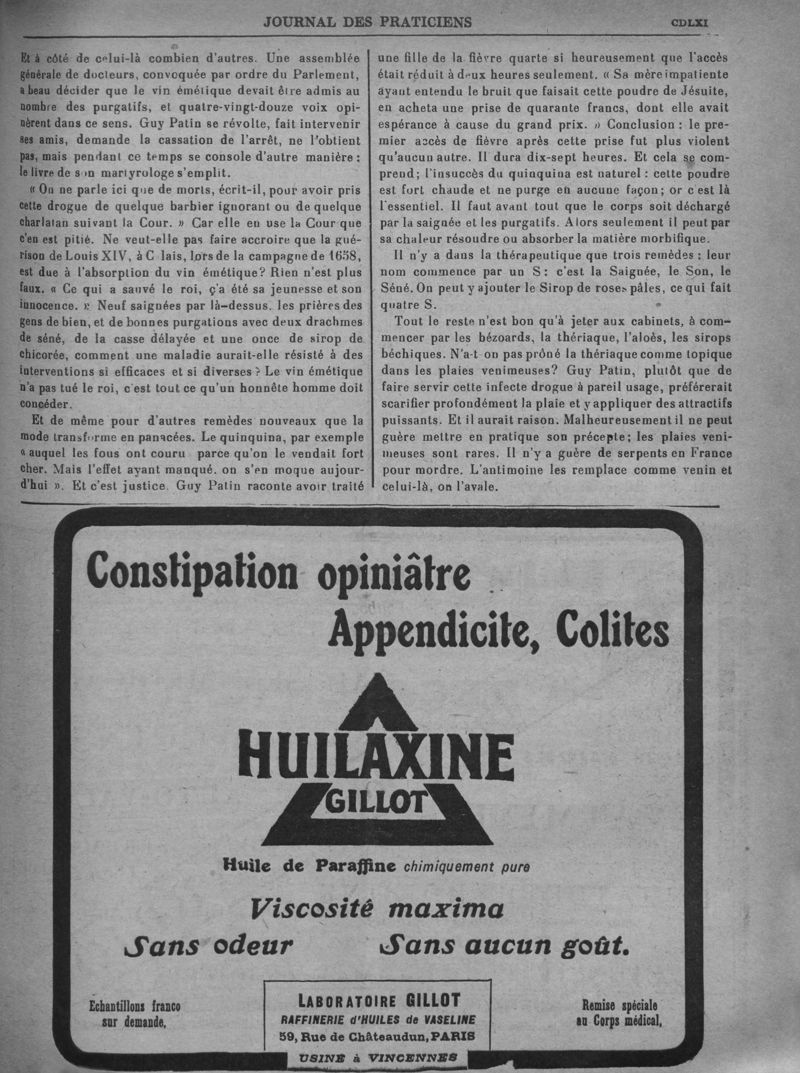 JOURNAL DES PRATICIENS
CDLXI
Et à côté de celui-là combien d'autres. Une assemblée
générale de docteurs, convoquée par ordre du Parlement,
a beau décider que le vin émétique devait être admis au
nombre des purgatifs, et quatre-vingt-douze voix opi-
nèrent dans ce sens. Guy Patin se révolte, fait intervenir
ses amis, demande la cassation de l'arrêt, ne l'obtient
pas, mais pendant ce temps se console d'autre manière :
le livre de son martyrologe s'emplit.
« On ne parle ici que de morts, écrit-il, pour avoir pris
cette drogue de quelque barbier ignorant ou de quelque
charlatan suivant la Cour. » Car elle en use la Cour que
c'en est pitié. Ne veut-elle pas faire accroire que la gué-
rison de Louis XIV, à C lais, lors de la campagne de 1658,
est due à l'absorption du vin émétique? Rien n'est plus
faux. « Ce qui a sauvé le roi, ç'a été sa jeunesse et son
innocence. » Neuf saignées par là-dessus. les prières des
gens de bien, et de bonnes purgations avec deux drachmes
de séné, de la casse délayée et une once de sirop de
chicorée, comment une maladie aurait-elle résisté à des
interventions si efficaces et si diverses? Le vin émétique
n'a pas tué le roi, c'est tout ce qu'un honnête homme doit
concéder.
Et de même pour d'autres remèdes nouveaux que la
mode transforme en panacées. Le quinquina, par exemple
« auquel les fous ont couru parce qu'on le vendait fort
cher. Mais l'effet ayant manqué. on s'en moque aujour-
d'hui ». Et c'est justice. Guy Patin raconte avoir traité
une fille de la fièvre quarte si heureusement que l'accès
était réduit à deux heures seulement. « Sa mère impatiente
ayant entendu le bruit que faisait cette poudre de Jésuite,
en acheta une prise de quarante francs, dont elle avait
espérance à cause du grand prix. » Conclusion : le pre-
mier accès de fièvre après cette prise fut plus violent
qu'aucun autre. Il dura dix-sept heures. Et cela se com-
prend; l'insuccès du quinquina est naturel : cette poudre
est fort chaude et ne purge en aucune façon; or c est là
l'essentiel. Il faut avant tout que le corps soit déchargé
par la saignée et les purgatifs. Alors seulement il peut par
sa chaleur résoudre ou absorber la matière morbifique.
Il n'y a dans la thérapeutique que trois remèdes : leur
nom commence par un S : c'est la Saignée, le Son, le
Séné. On peut y ajouter le Sirop de roses pâles, ce qui fait
quatre S.
Tout le reste n'est bon qu'à jeter aux cabinets, à com-
mencer par les bézoards, la thériaque, l'aloès, les sirops
béchiques. N'a-t on pas prôné la thériaque comme topique
dans les plaies venimeuses? Guy Patin, plutôt que de
faire servir cette infecte drogue à pareil usage, préférerait
scarifier profondément la plaie et y appliquer des attractifs
puissants. Et il aurait raison. Malheureusement il ne peut
guère mettre en pratique son précepte; les plaies veni-
meuses sont rares. Il n'y a guère de serpents en France
pour mordre. L'antimoine les remplace comme venin et
celui-là, on l'avale.
Constipation opiniâtre
Appendicite, Colites
HUILAXINE
GILLOT
Huile de Paraffine chimiquement pure
Viscosité maxima
Sans odeur Sans aucun goût.
Echantillons franco
sur demande,
LABORATOIRE GILLOT
RAFFINERIE d'HUILES de VASELINE
59, Rue de Châteaudun, PARIS
USINE à VINCENNES
Remise spéciale
au Corps médical,